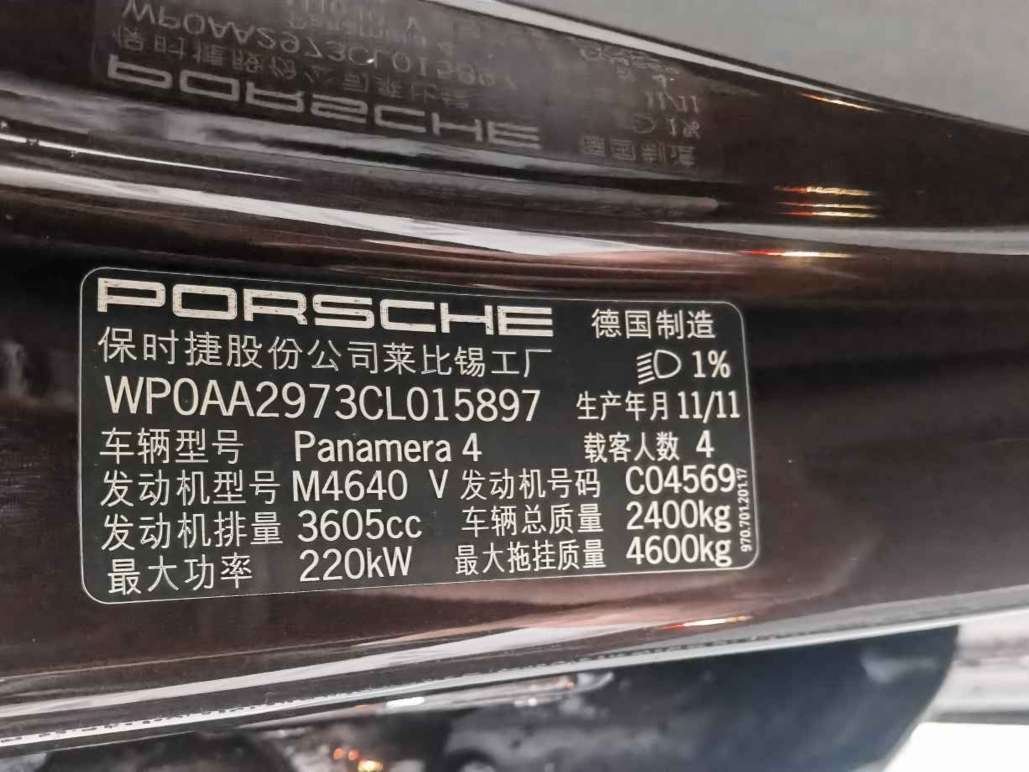 PORSCHE 德国制造
保时捷股份公司莱比锡工厂 1%
WP0AA2973CL015897 生产年月 11/11
车辆型号 Panamera 4 载客人数 4
发动机型号 M4640 V 发动机号码 C04569
发动机排量 3605cc 车辆总质量 2400kg
最大功率 220kW 最大拖挂质量 4600kg
970.701.201.17